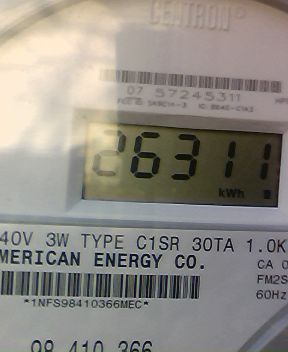 CENTRON®
07 57245311
26311
kWh
40V 3W TYPE C1SR 30TA 1.0K
MERICAN ENERGY CO.
CA 0
FM2S
60Hz
*1NFS98410366MEC*
98 410 366